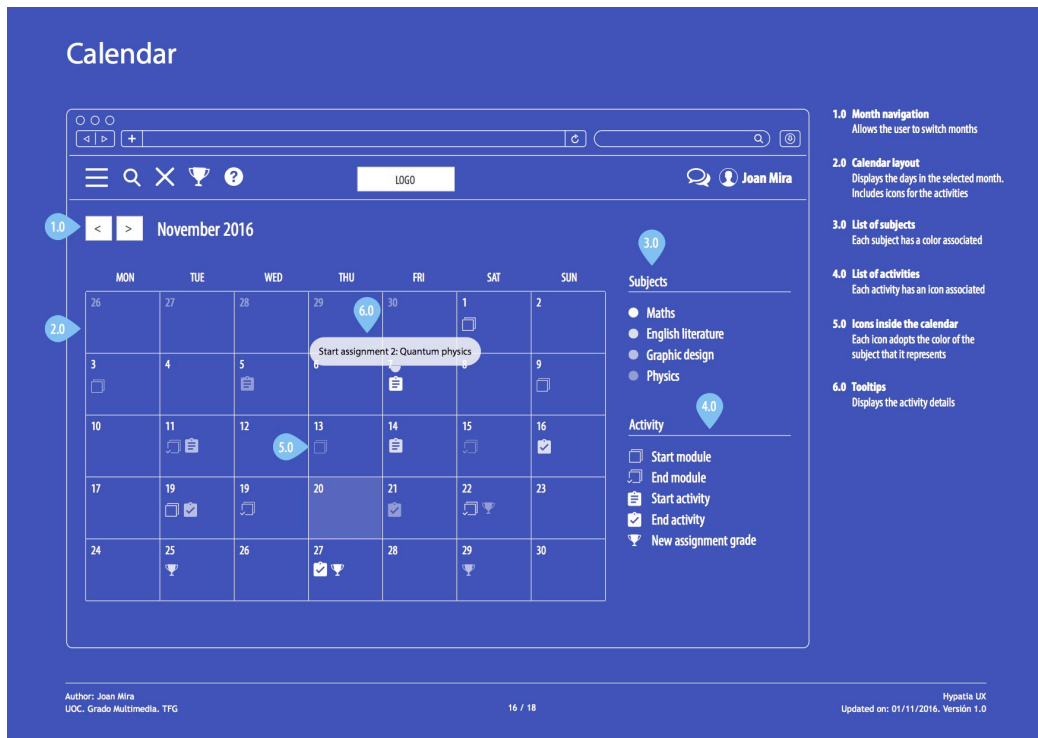 Calendar
LOGO
Joan Mira
1.0
< >
November 2016
MON TUE WED THU FRI SAT SUN
26 27 28 29 30 1 2
2.0
6.0
Start assignment 2: Quantum physics
3 4 5 6 7 8 9
10 11 12 13 14 15 16
5.0
17 19 19 20 21 22 23
24 25 26 27 28 29 30
3.0
Subjects
Maths
English literature
Graphic design
Physics
4.0
Activity
Start module
End module
Start activity
End activity
New assignment grade
1.0 Month navigation
Allows the user to switch months
2.0 Calendar layout
Displays the days in the selected month.
Includes icons for the activities
3.0 List of subjects
Each subject has a color associated
4.0 List of activities
Each activity has an icon associated
5.0 Icons inside the calendar
Each icon adopts the color of the
subject that it represents
6.0 Tooltips
Displays the activity details
Author: Joan Mira
UOC. Grado Multimedia. TFG
16 / 18
Hypatia UX
Updated on: 01/11/2016. Versión 1.0